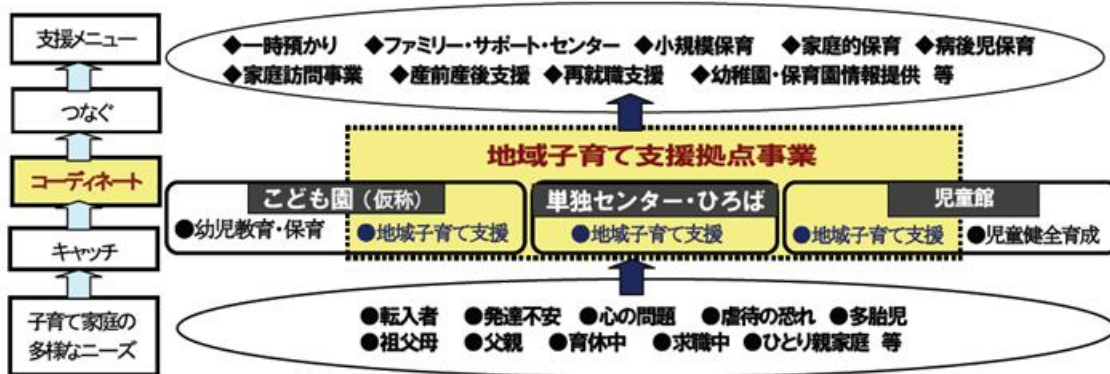 支援メニュー
つなぐ
コーディネート
キャッチ
子育て家庭の
多様なニーズ
◆一時預かり ◆ファミリー・サポート・センター ◆小規模保育 ◆家庭的保育 ◆病後児保育
◆家庭訪問事業 ◆産前産後支援 ◆再就職支援 ◆幼稚園・保育園情報提供 等
地域子育て支援拠点事業
こども園（仮称）
●幼児教育・保育 ●地域子育て支援
単独センター・ひろば
●地域子育て支援
児童館
●地域子育て支援 ●児童健全育成
●転入者 ●発達不安 ●心の問題 ●虐待の恐れ ●多胎児
●祖父母 ●父親 ●育休中 ●求職中 ●ひとり親家庭 等